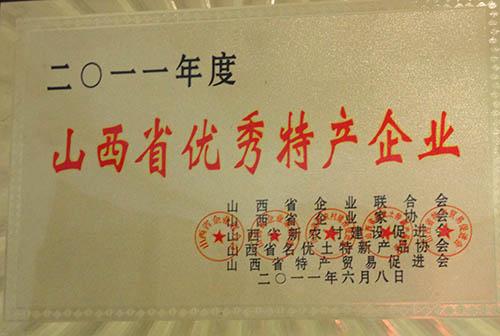 二〇一一年度
山西省优秀特产企业
山西省企业联合会
山西省企业家协会
山西省新农村建设促进会
山西省名优土特新产品协会
山西省特产贸易促进会
二〇一一年六月八日